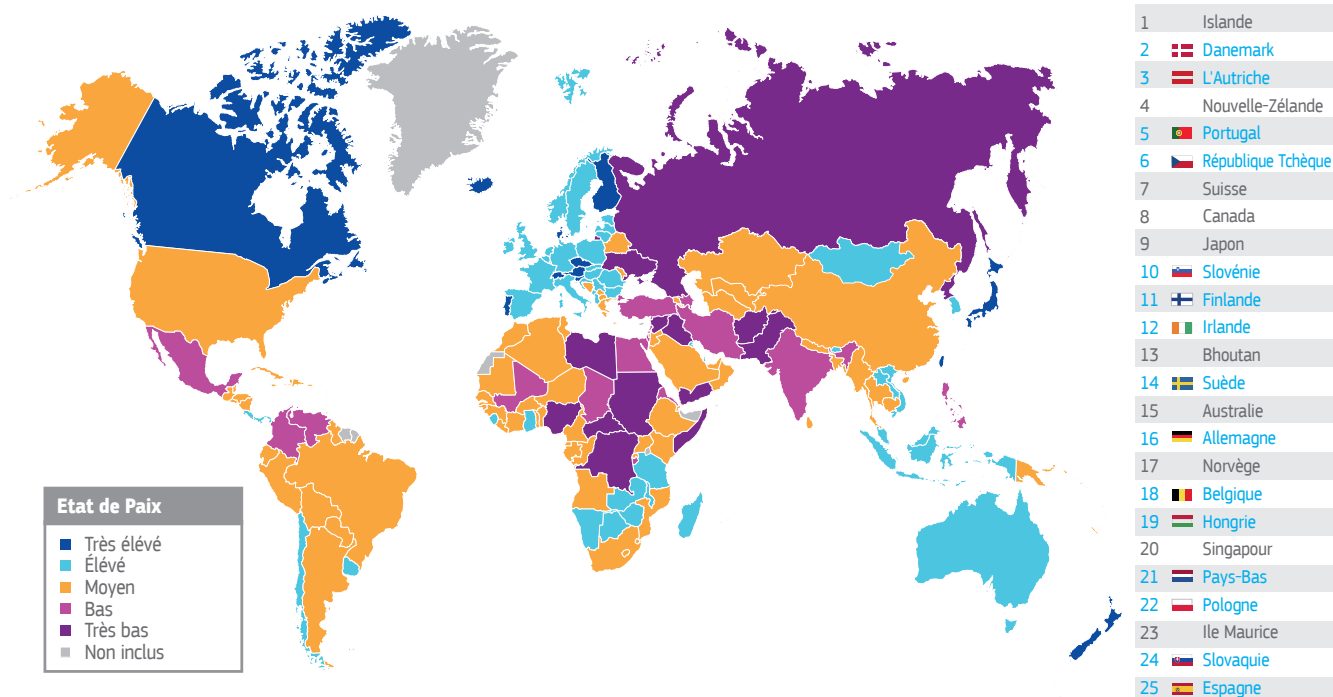 Etat de Paix
Très élévé
Élévé
Moyen
Bas
Très bas
Non inclus
1 Islande
2 Danemark
3 L'Autriche
4 Nouvelle-Zélande
5 Portugal
6 République Tchèque
7 Suisse
8 Canada
9 Japon
10 Slovénie
11 Finlande
12 Irlande
13 Bhoutan
14 Suède
15 Australie
16 Allemagne
17 Norvège
18 Belgique
19 Hongrie
20 Singapour
21 Pays-Bas
22 Pologne
23 Ile Maurice
24 Slovaquie
25 Espagne